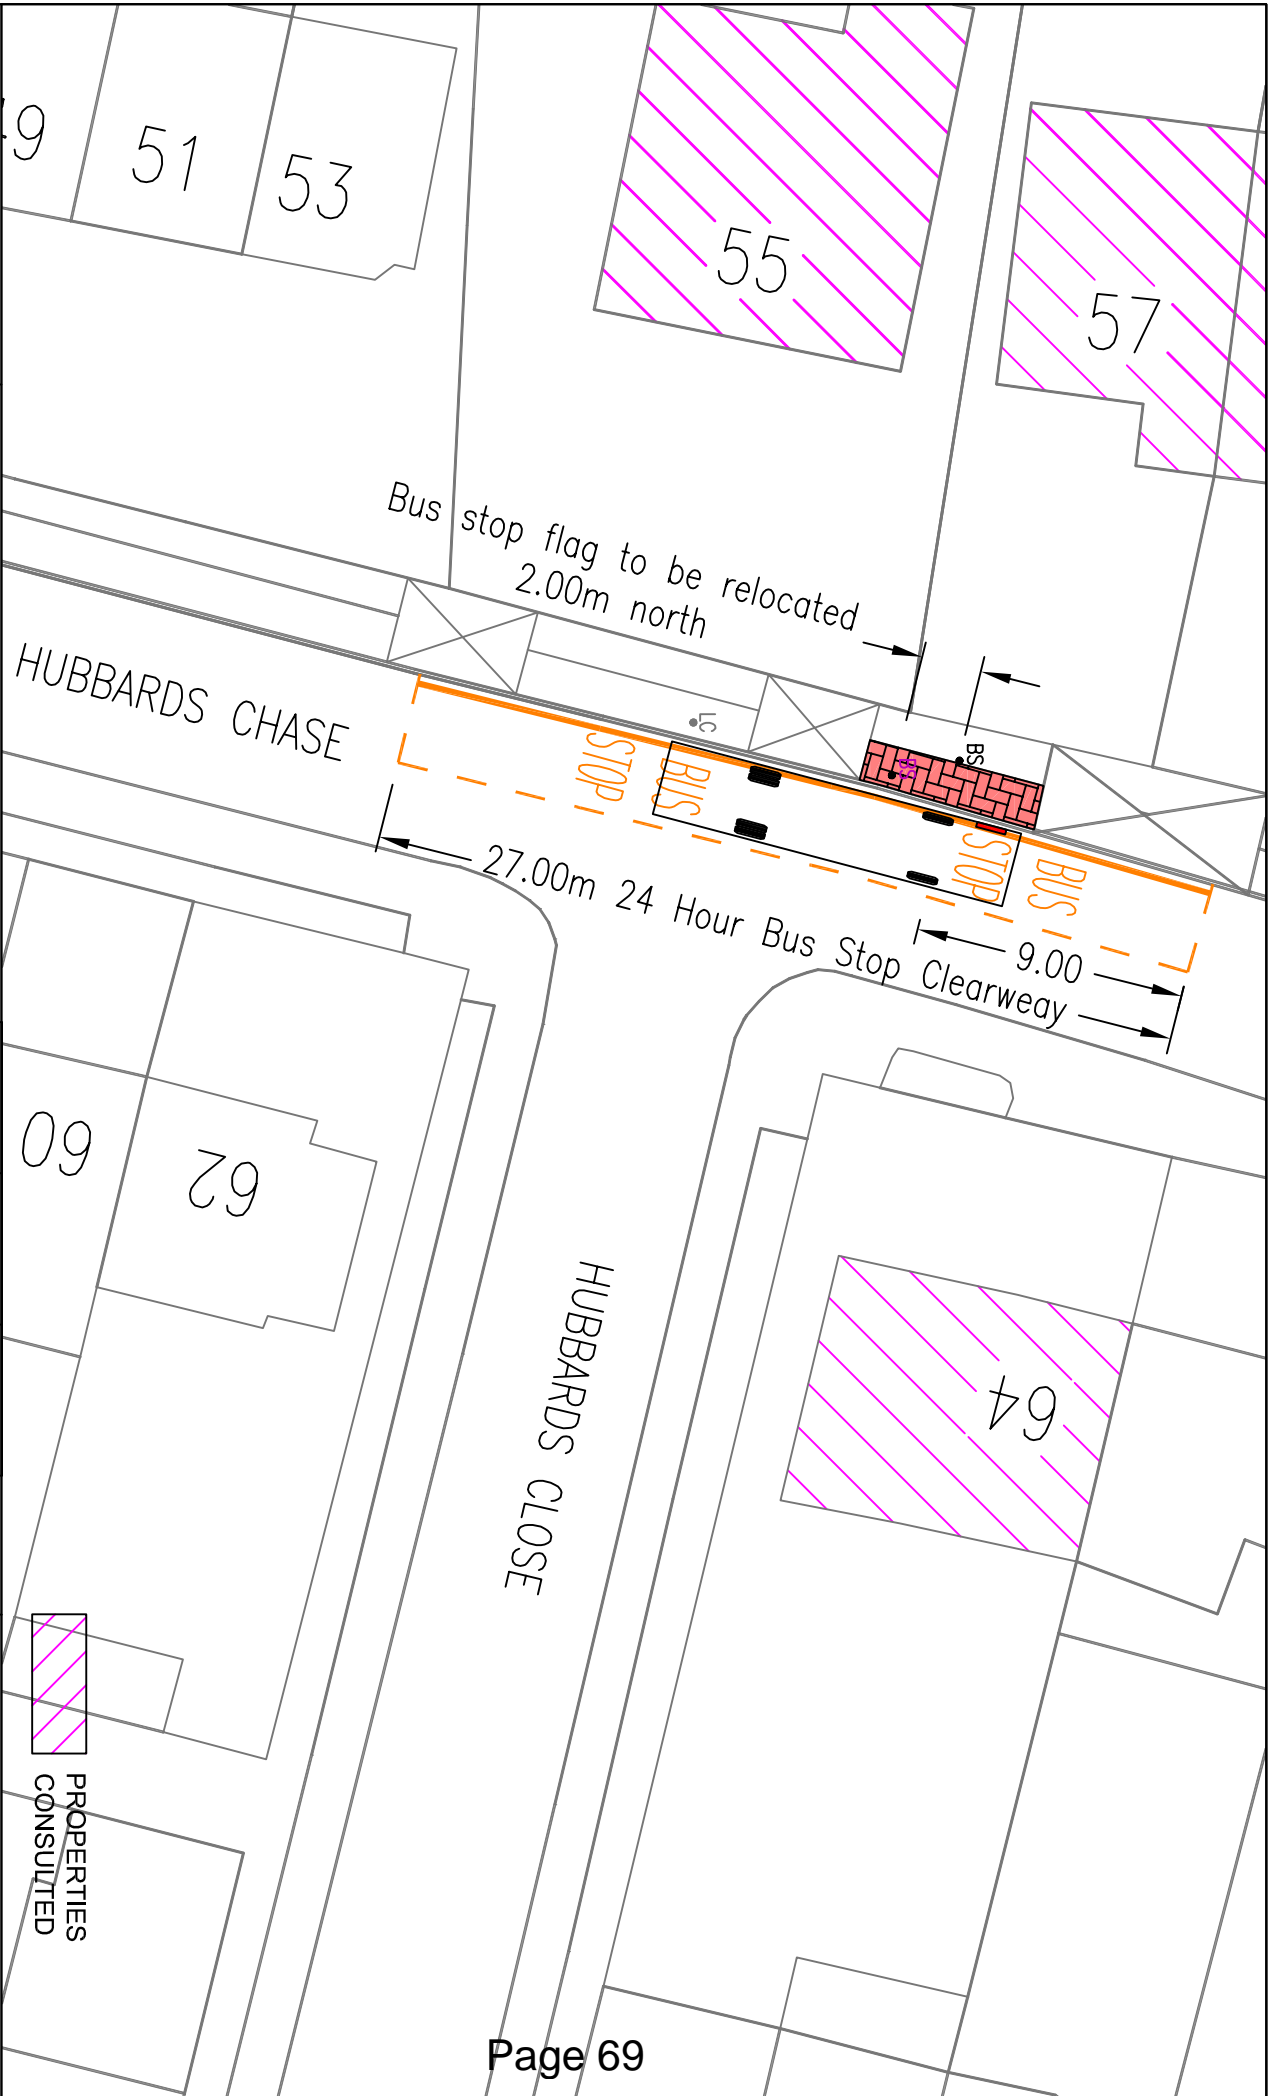 51
53
55
57
Bus stop flag to be relocated
2.00m north
HUBBARDS CHASE
LC
BS
BS
STOP
BUS
STOP
BUS
27.00m 24 Hour Bus Stop Clearweay
9.00
60
62
64
HUBBARDS CLOSE
PROPERTIES
CONSULTED
Page 69